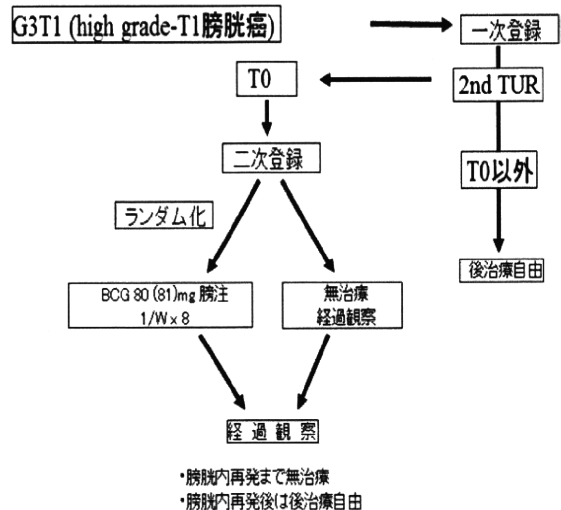 G3T1 (high grade-T1膀胱癌)
一次登録
T0
2nd TUR
二次登録
T0以外
ランダム化
後治療自由
BCG 80 (81)mg 膀注
1/W x 8
無治療
経過観察
経 過 観 察
・膀胱内再発まで無治療
・膀胱内再発後は後治療自由